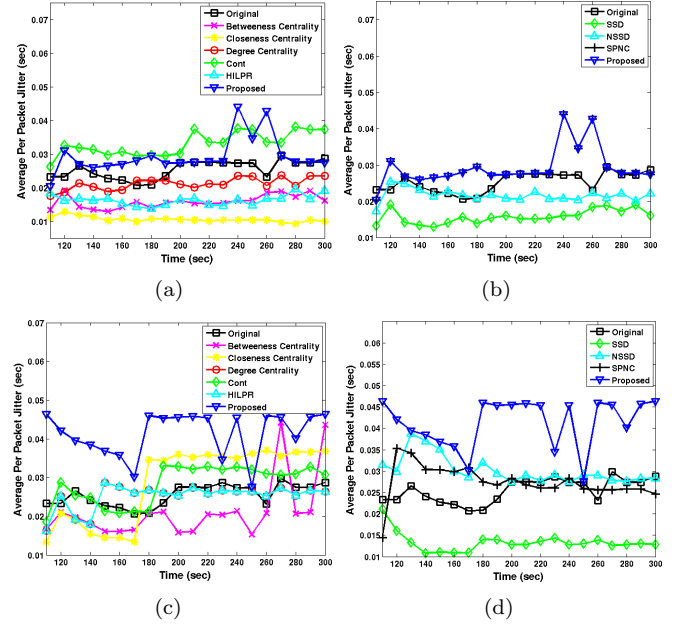 0.07
0.06
0.05
0.04
0.03
0.02
0.01
Average Per Packet Jitter (sec)
Original
Betweeness Centrality
Closeness Centrality
Degree Centrality
Cont
HILPR
Proposed
120 140 160 180 200 220 240 260 280 300
Time (sec)
(a)
0.07
0.06
0.05
0.04
0.03
0.02
0.01
Average Per Packet Jitter (sec)
Original
SSD
NSSD
SPNC
Proposed
120 140 160 180 200 220 240 260 280 300
Time (sec)
(b)
0.07
0.06
0.05
0.04
0.03
0.02
0.01
Average Per Packet Jitter (sec)
Original
Betweeness Centrality
Closeness Centrality
Degree Centrality
Cont
HILPR
Proposed
120 140 160 180 200 220 240 260 280 300
Time (sec)
(c)
0.06
0.055
0.05
0.045
0.04
0.035
0.03
0.025
0.02
0.015
0.01
Average Per Packet Jitter (sec)
Original
SSD
NSSD
SPNC
Proposed
120 140 160 180 200 220 240 260 280 300
Time (sec)
(d)